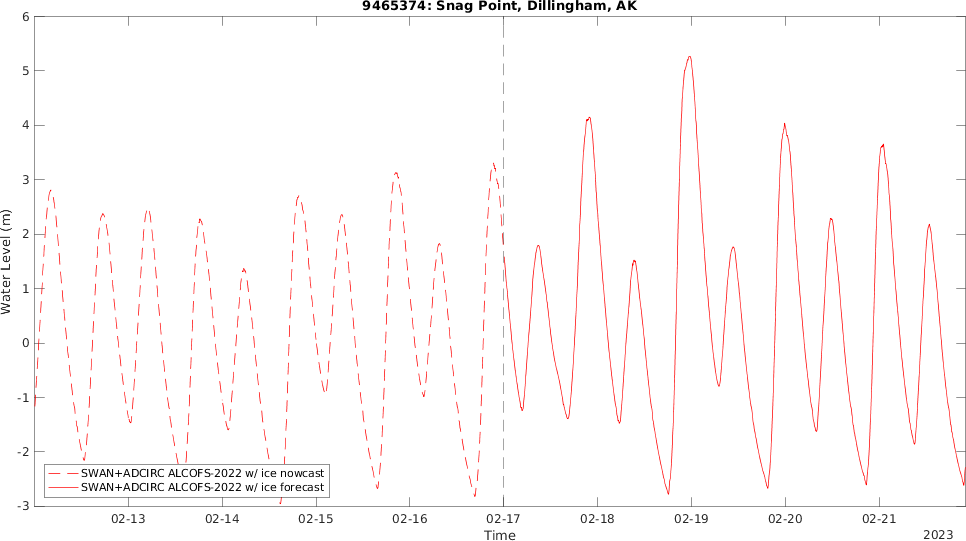 9465374: Snag Point, Dillingham, AK
6
5
4
3
2
1
0
-1
-2
-3
Water Level (m)
SWAN+ADCIRC ALCOFS-2022 w/ ice nowcast
SWAN+ADCIRC ALCOFS-2022 w/ ice forecast
02-13 02-14 02-15 02-16 02-17 02-18 02-19 02-20 02-21
Time
2023